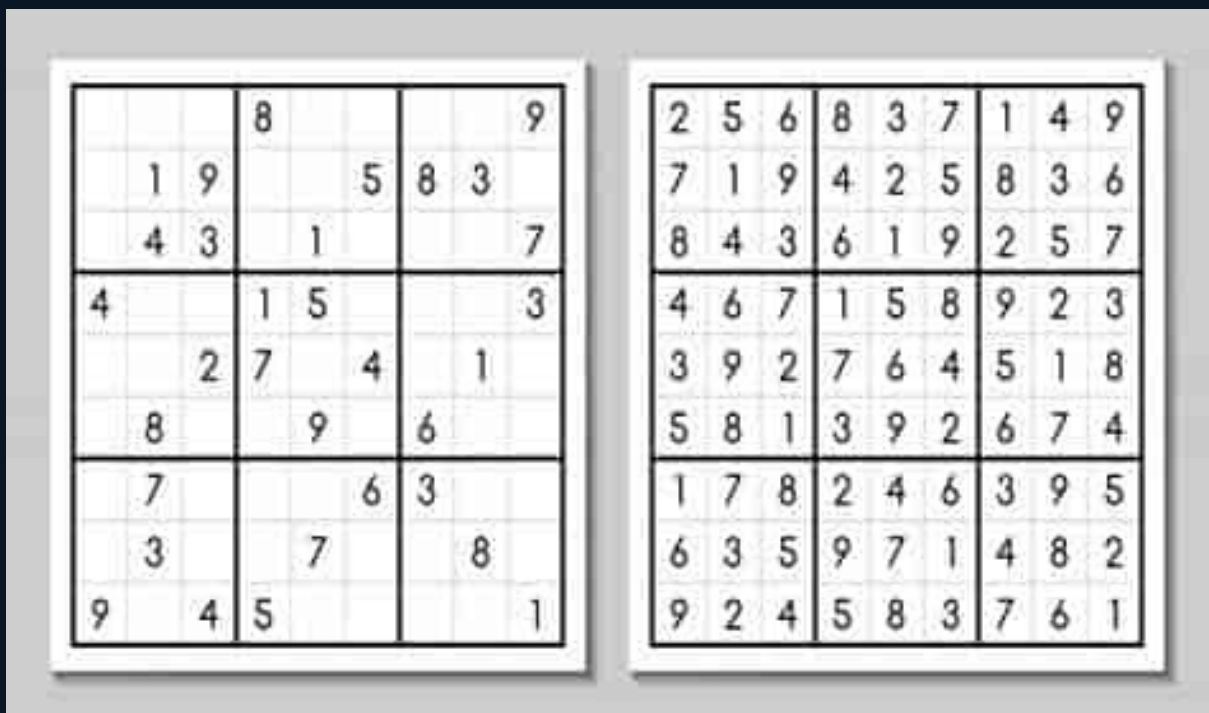 8 9
1 9 5 8 3
4 3 1 7
4 1 5 3
2 7 4 1
8 9 6
7 6 3
3 7 8
9 4 5 1
2 5 6 8 3 7 1 4 9
7 1 9 4 2 5 8 3 6
8 4 3 6 1 9 2 5 7
4 6 7 1 5 8 9 2 3
3 9 2 7 6 4 5 1 8
5 8 1 3 9 2 6 7 4
1 7 8 2 4 6 3 9 5
6 3 5 9 7 1 4 8 2
9 2 4 5 8 3 7 6 1